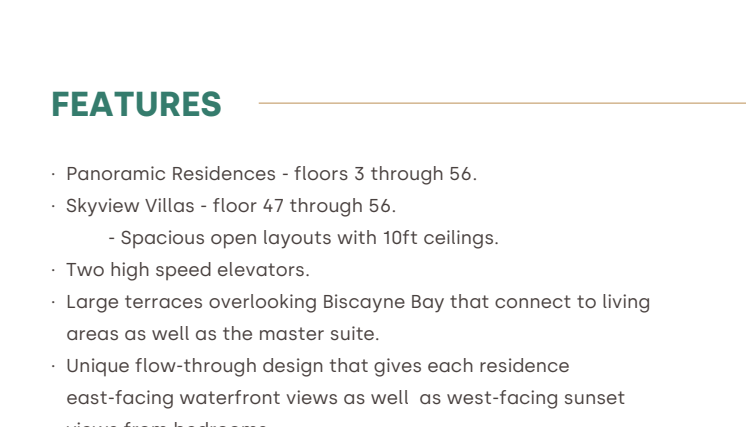 FEATURES
· Panoramic Residences - floors 3 through 56.
· Skyview Villas - floor 47 through 56.
- Spacious open layouts with 10ft ceilings.
· Two high speed elevators.
· Large terraces overlooking Biscayne Bay that connect to living
areas as well as the master suite.
· Unique flow-through design that gives each residence
east-facing waterfront views as well  as west-facing sunset
views from bedrooms.